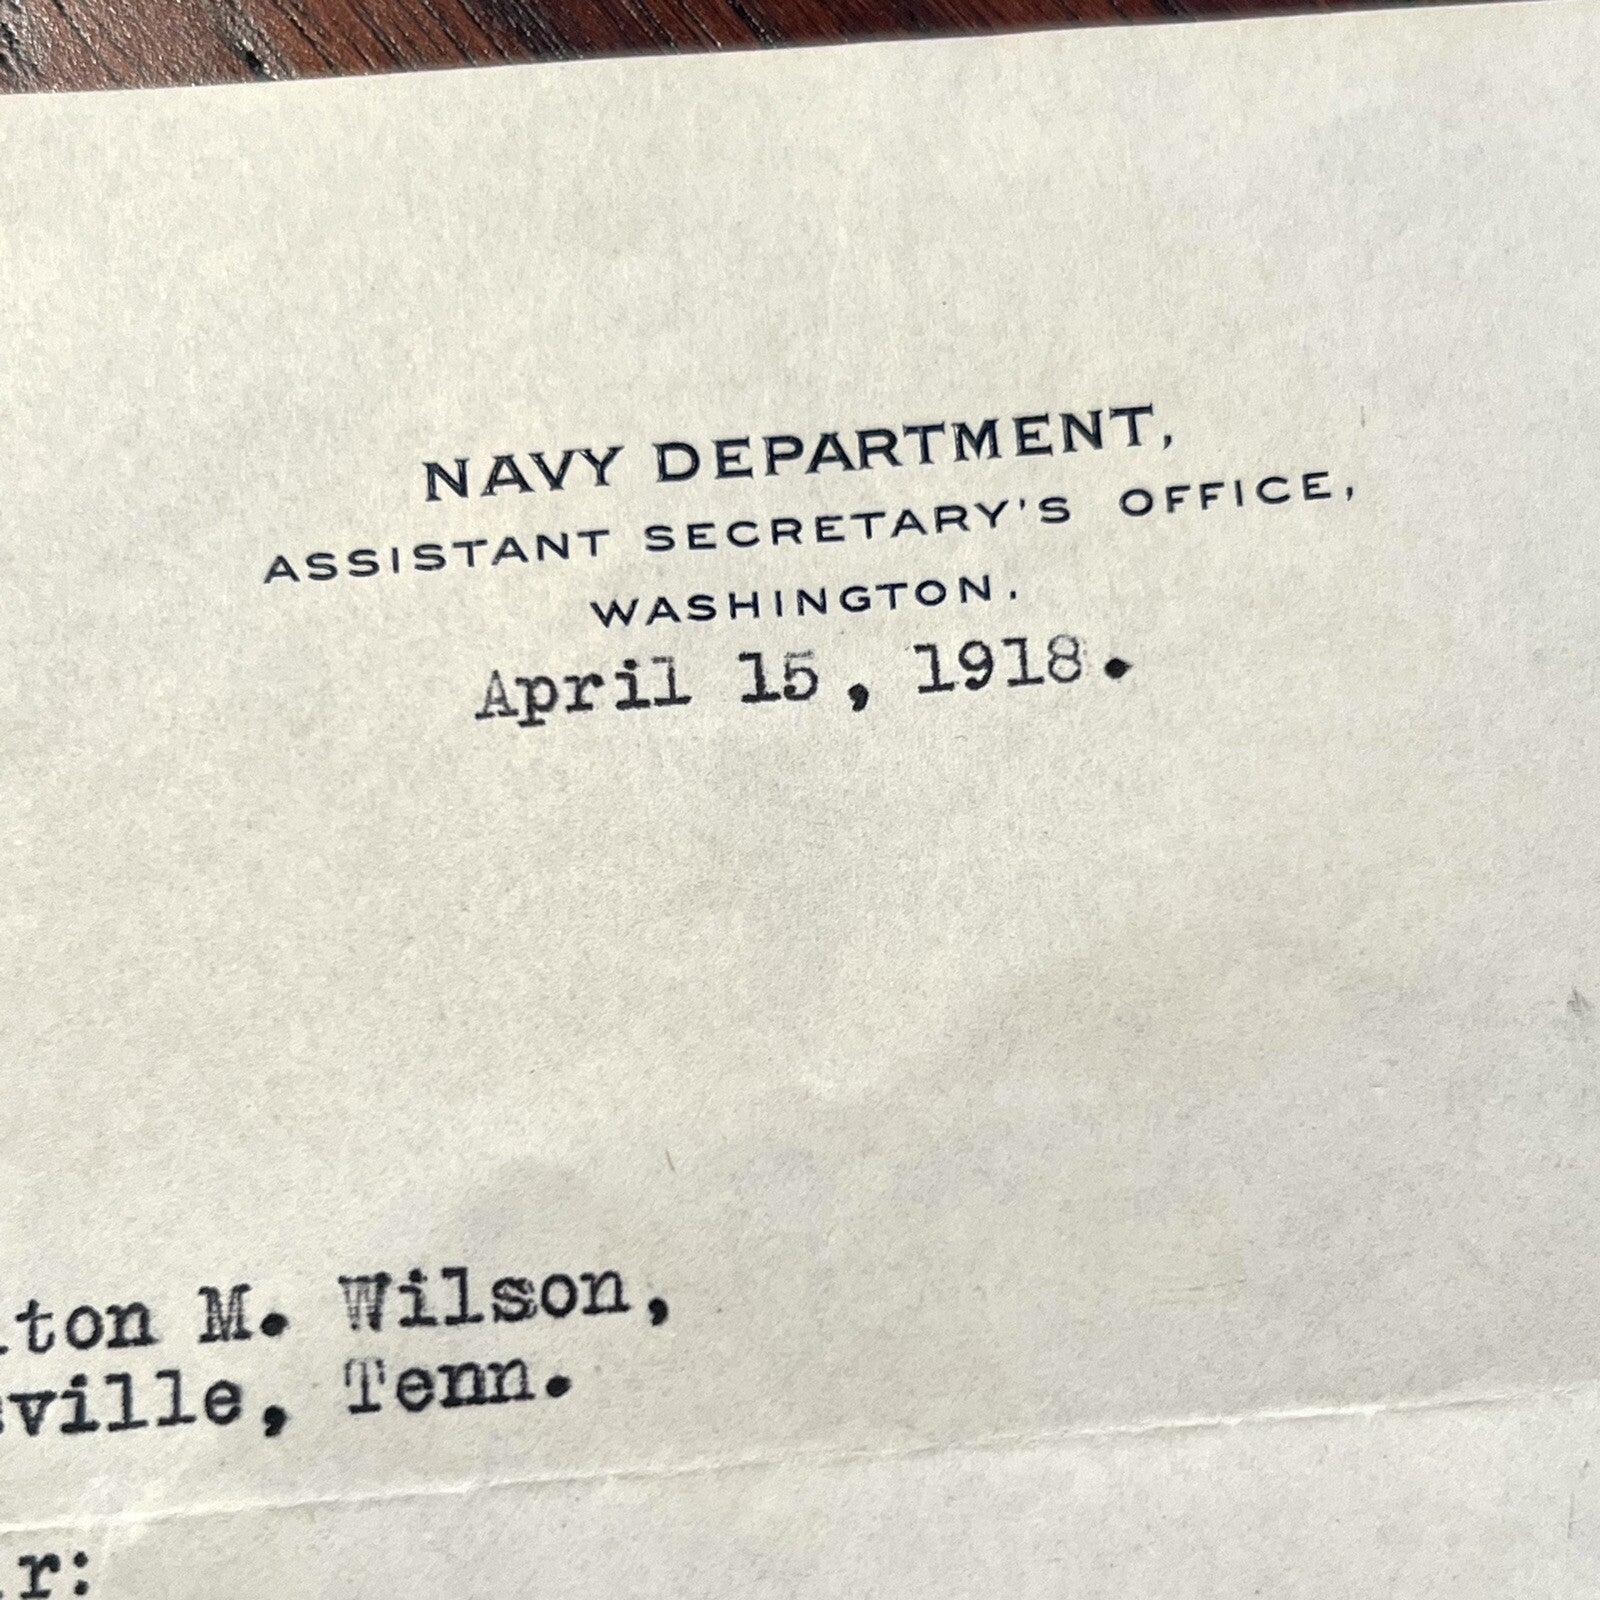 NAVY DEPARTMENT,
ASSISTANT SECRETARY'S OFFICE,
WASHINGTON.
April 15, 1918.
ton M. Wilson,
ville, Tenn.
r: